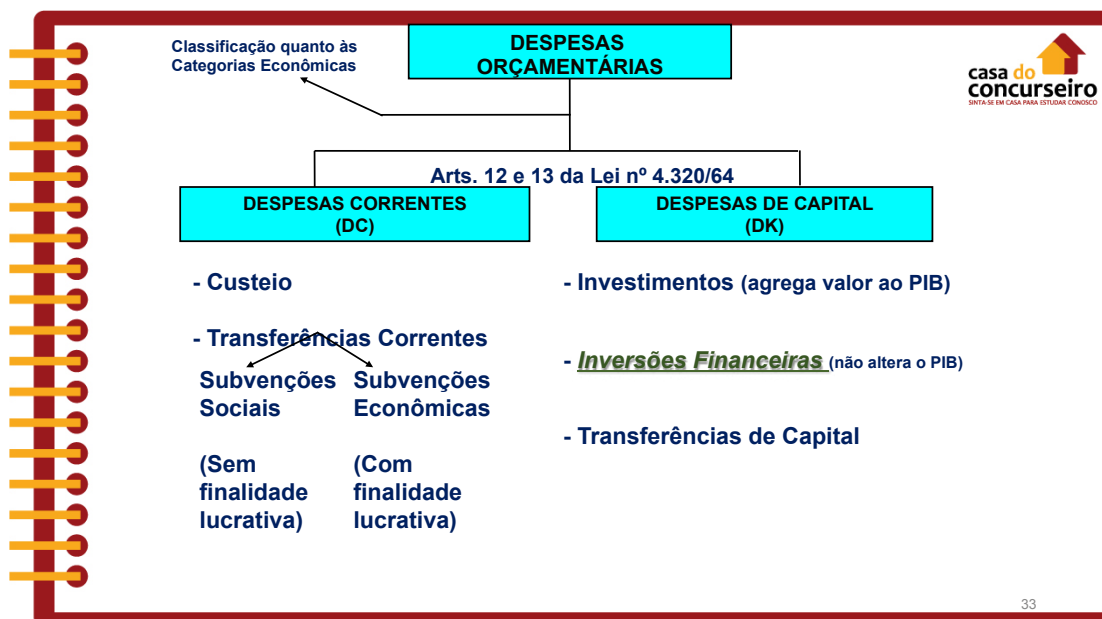 Classificação quanto às
Categorias Econômicas
DESPESAS
ORÇAMENTÁRIAS
casa do
concurseiro
SINTA-SE EM CASA PARA ESTUDAR CONOSCO
Arts. 12 e 13 da Lei nº 4.320/64
DESPESAS CORRENTES
(DC)
DESPESAS DE CAPITAL
(DK)
- Custeio
- Transferências Correntes
Subvenções
Sociais
(Sem
finalidade
lucrativa)
Subvenções
Econômicas
(Com
finalidade
lucrativa)
- Investimentos (agrega valor ao PIB)
- Inversões Financeiras (não altera o PIB)
- Transferências de Capital
33